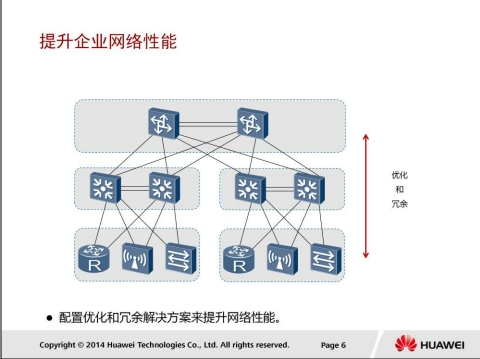 提升企业网络性能
优化
和
冗余
R
R
● 配置优化和冗余解决方案来提升网络性能。
Copyright © 2014 Huawei Technologies Co., Ltd. All rights reserved.
Page 6
HUAWEI